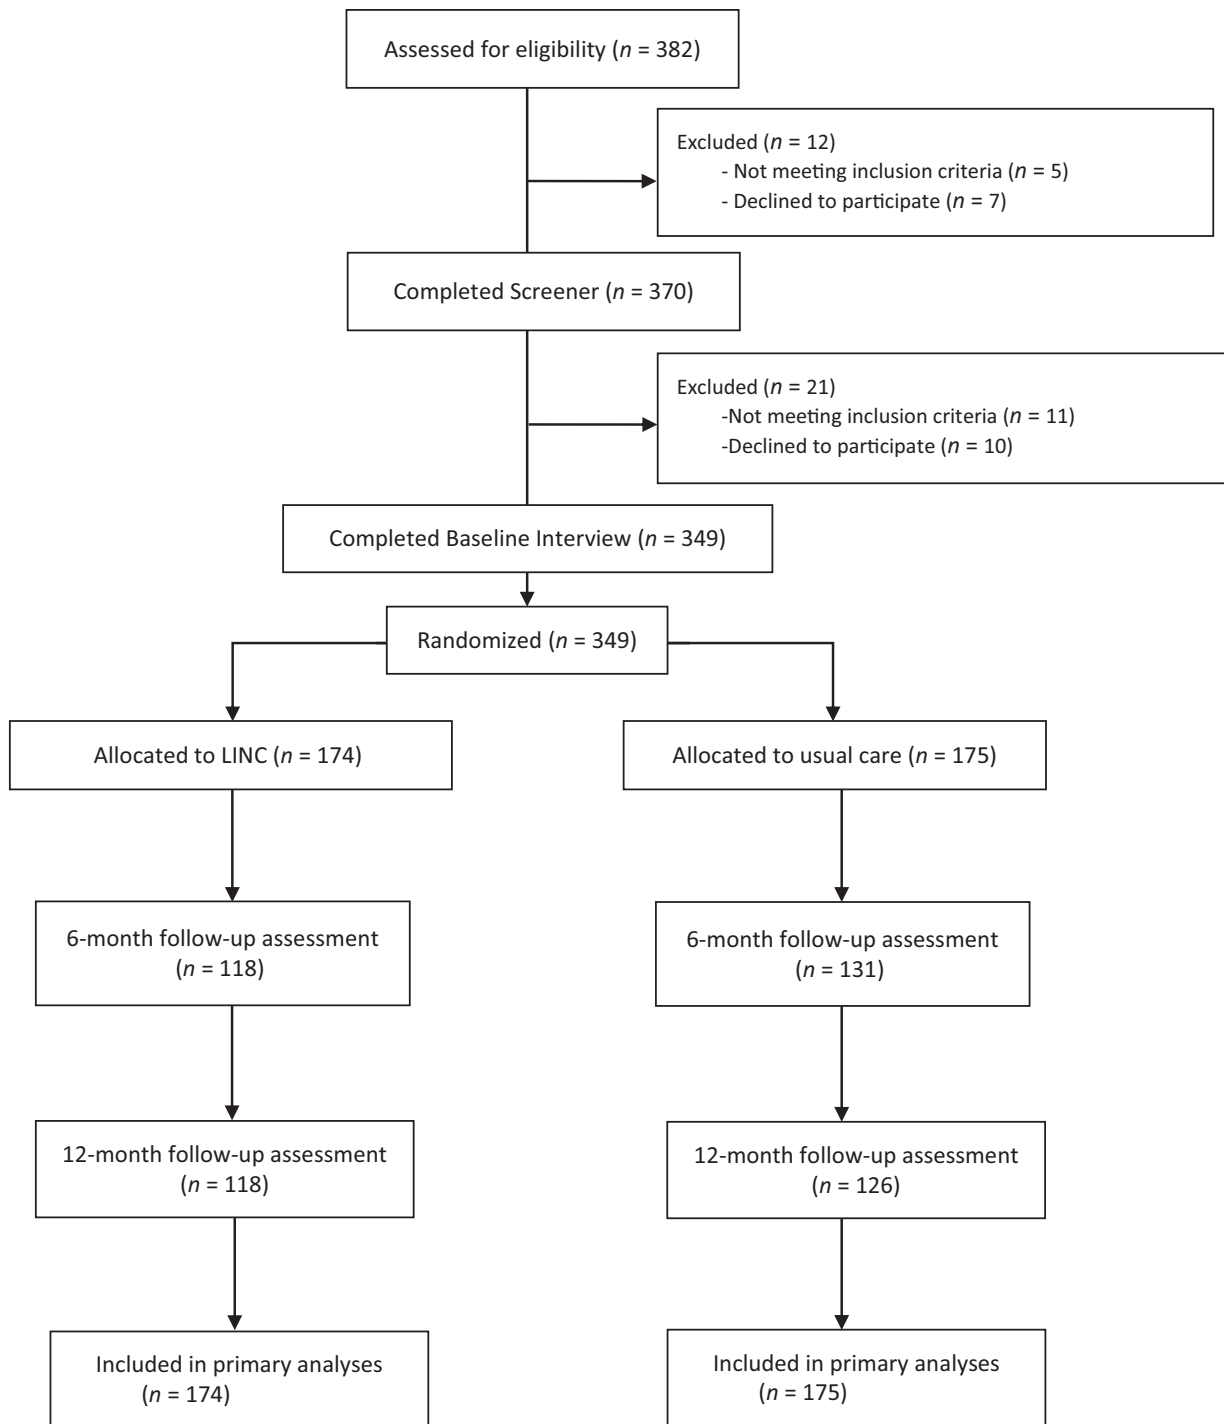 Assessed for eligibility (n = 382)
Excluded (n = 12)
- Not meeting inclusion criteria (n = 5)
- Declined to participate (n = 7)
Completed Screener (n = 370)
Excluded (n = 21)
-Not meeting inclusion criteria (n = 11)
-Declined to participate (n = 10)
Completed Baseline Interview (n = 349)
Randomized (n = 349)
Allocated to LINC (n = 174)
Allocated to usual care (n = 175)
6-month follow-up assessment
(n = 118)
6-month follow-up assessment
(n = 131)
12-month follow-up assessment
(n = 118)
12-month follow-up assessment
(n = 126)
Included in primary analyses
(n = 174)
Included in primary analyses
(n = 175)